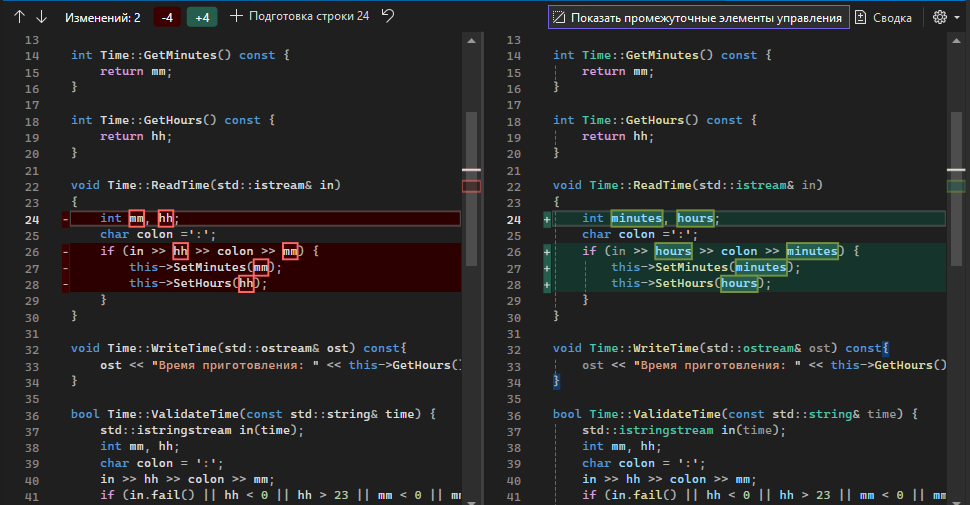 Изменений: 2 -4 +4 Подготовка строки 24 Показать промежуточные элементы управления Сводка
13
14 int Time::GetMinutes() const {
15 return mm;
16 }
17
18 int Time::GetHours() const {
19 return hh;
20 }
21
22 void Time::ReadTime(std::istream& in)
23 {
24 - int mm, hh;
25 char colon =':';
26 - if (in >> hh >> colon >> mm) {
27 - this->SetMinutes(mm);
28 - this->SetHours(hh);
29 }
30 }
31
32 void Time::WriteTime(std::ostream& ost) const{
33 ost << "Время приготовления: " << this->GetHours()
34 }
35
36 bool Time::ValidateTime(const std::string& time) {
37 std::istringstream in(time);
38 int mm, hh;
39 char colon = ':';
40 in >> hh >> colon >> mm;
41 if (in.fail() || hh < 0 || hh > 23 || mm < 0 ||
13
14 int Time::GetMinutes() const {
15 return mm;
16 }
17
18 int Time::GetHours() const {
19 return hh;
20 }
21
22 void Time::ReadTime(std::istream& in)
23 {
24 + int minutes, hours;
25 char colon =':';
26 + if (in >> hours >> colon >> minutes) {
27 + this->SetMinutes(minutes);
28 + this->SetHours(hours);
29 }
30 }
31
32 void Time::WriteTime(std::ostream& ost) const{
33 ost << "Время приготовления: " << this->GetHours()
34 }
35
36 bool Time::ValidateTime(const std::string& time) {
37 std::istringstream in(time);
38 int mm, hh;
39 char colon = ':';
40 in >> hh >> colon >> mm;
41 if (in.fail() || hh < 0 || hh > 23 || mm < 0 ||